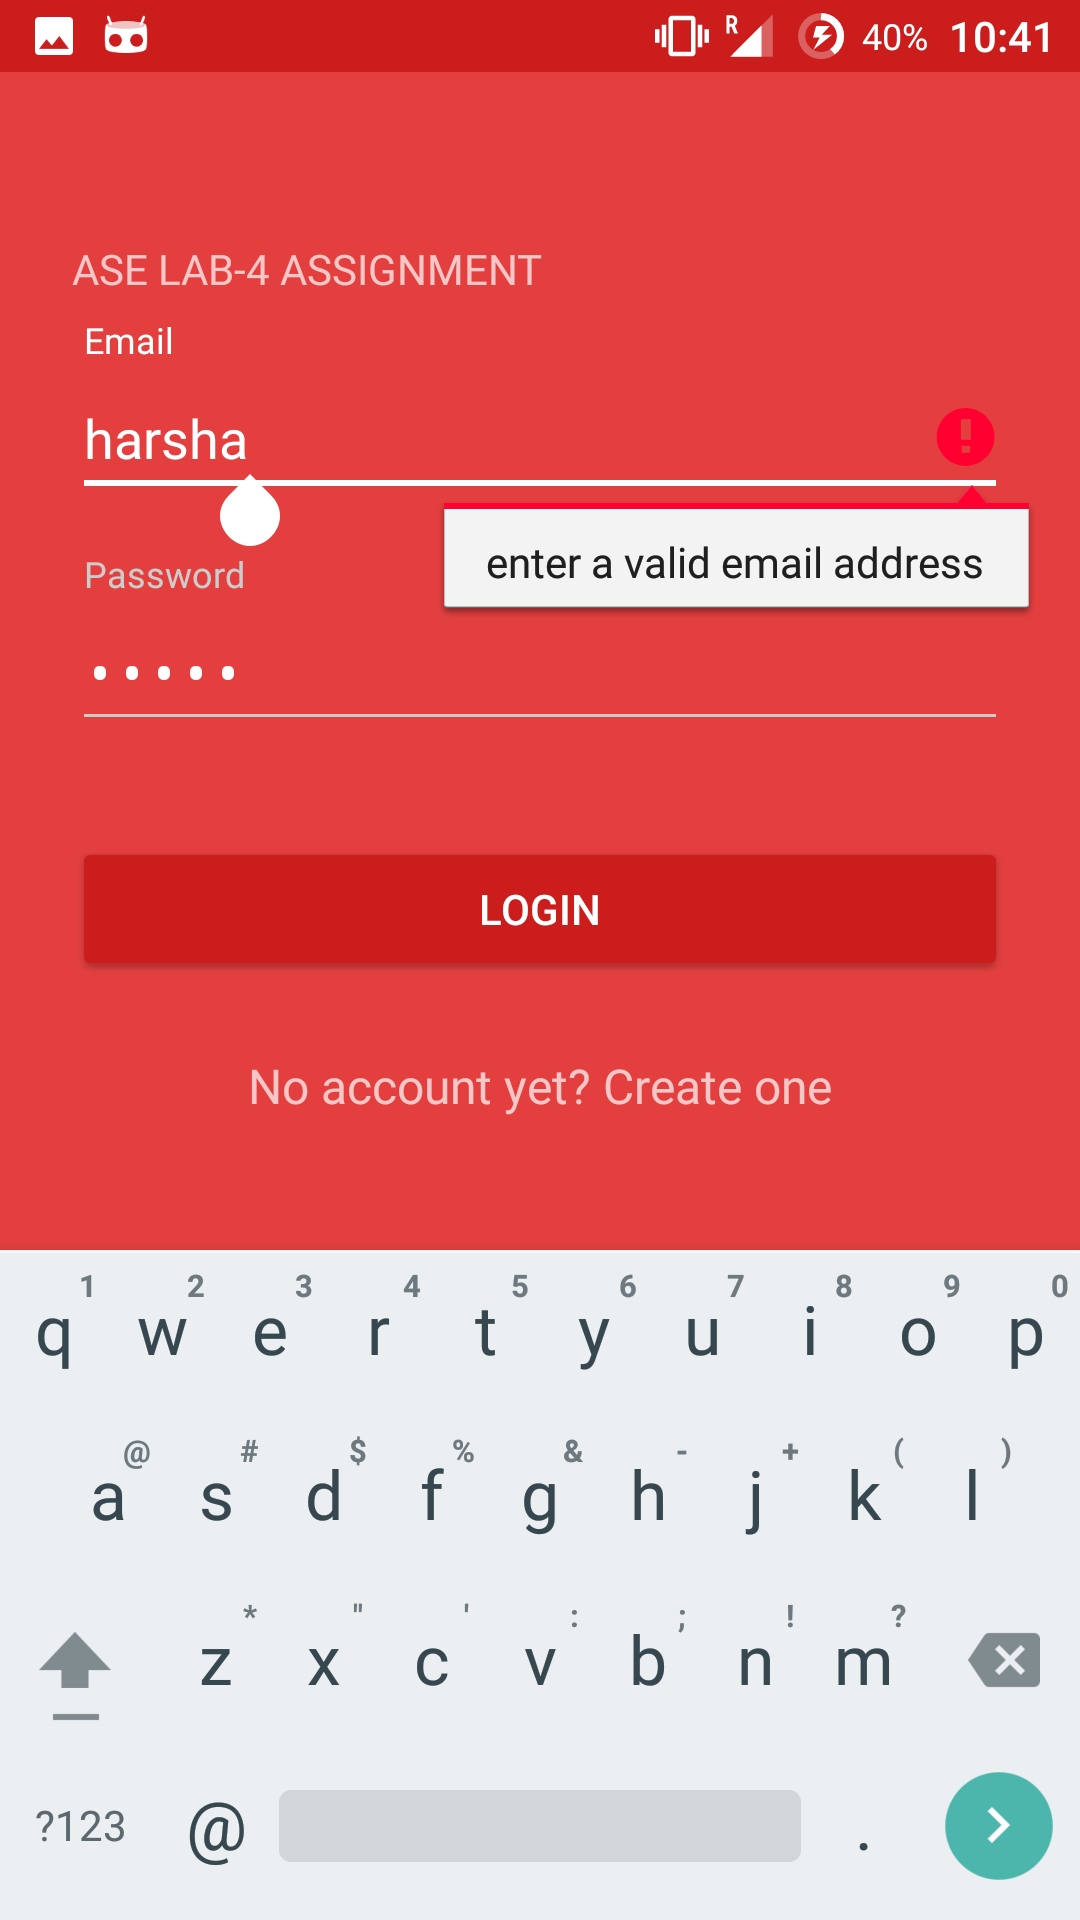 R 40% 10:41
ASE LAB-4 ASSIGNMENT
Email
harsha
enter a valid email address
Password
LOGIN
No account yet? Create one
1 2 3 4 5 6 7 8 9 0
q w e r t y u i o p
@ # $ % & - + ( )
a s d f g h j k l
* " ' : ; ! ?
z x c v b n m
?123 @ .